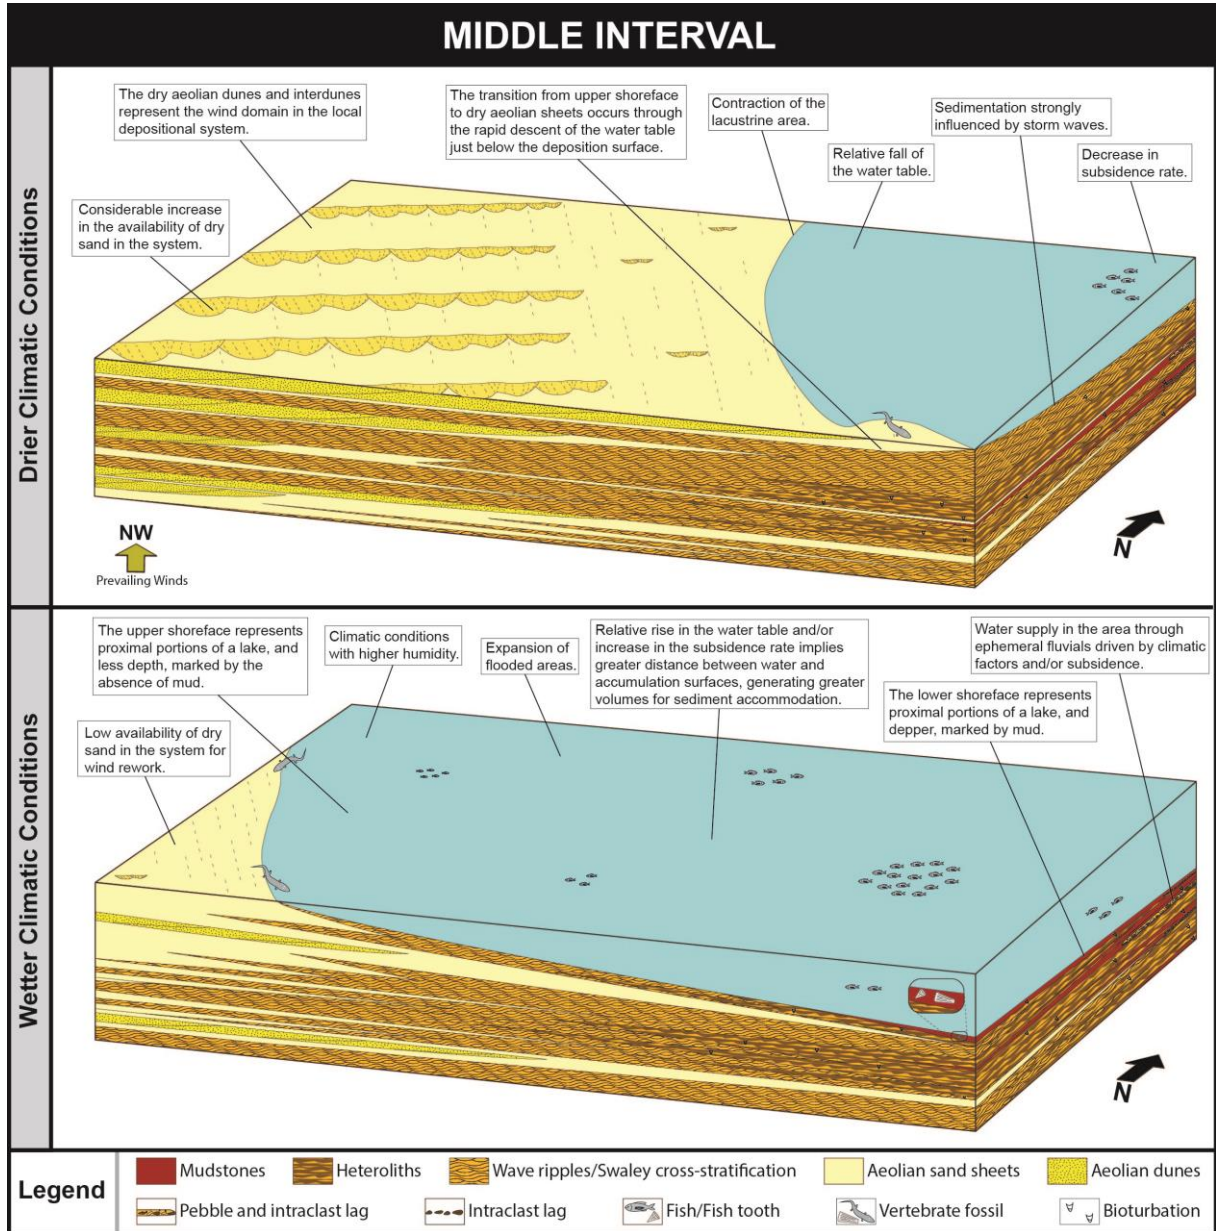 MIDDLE INTERVAL
Drier Climatic Conditions
The dry aeolian dunes and interdunes
represent the wind domain in the local
depositional system.
The transition from upper shoreface
to dry aeolian sheets occurs through
the rapid descent of the water table
just below the deposition surface.
Contraction of the
lacustrine area.
Sedimentation strongly
influenced by storm waves.
Relative fall of
the water table.
Decrease in
subsidence rate.
Considerable increase
in the availability of dry
sand in the system.
NW
Prevailing Winds
N
Wetter Climatic Conditions
The upper shoreface represents
proximal portions of a lake, and
less depth, marked by the
absence of mud.
Climatic conditions
with higher humidity.
Expansion of
flooded areas.
Relative rise in the water table and/or
increase in the subsidence rate implies
greater distance between water and
accumulation surfaces, generating greater
volumes for sediment accommodation.
Water supply in the area through
ephemeral fluvials driven by climatic
factors and/or subsidence.
The lower shoreface represents
proximal portions of a lake, and
depper, marked by mud.
Low availability of dry
sand in the system for
wind rework.
N
Legend
Mudstones
Heteroliths
Wave ripples/Swaley cross-stratification
Aeolian sand sheets
Aeolian dunes
Pebble and intraclast lag
Intraclast lag
Fish/Fish tooth
Vertebrate fossil
Bioturbation